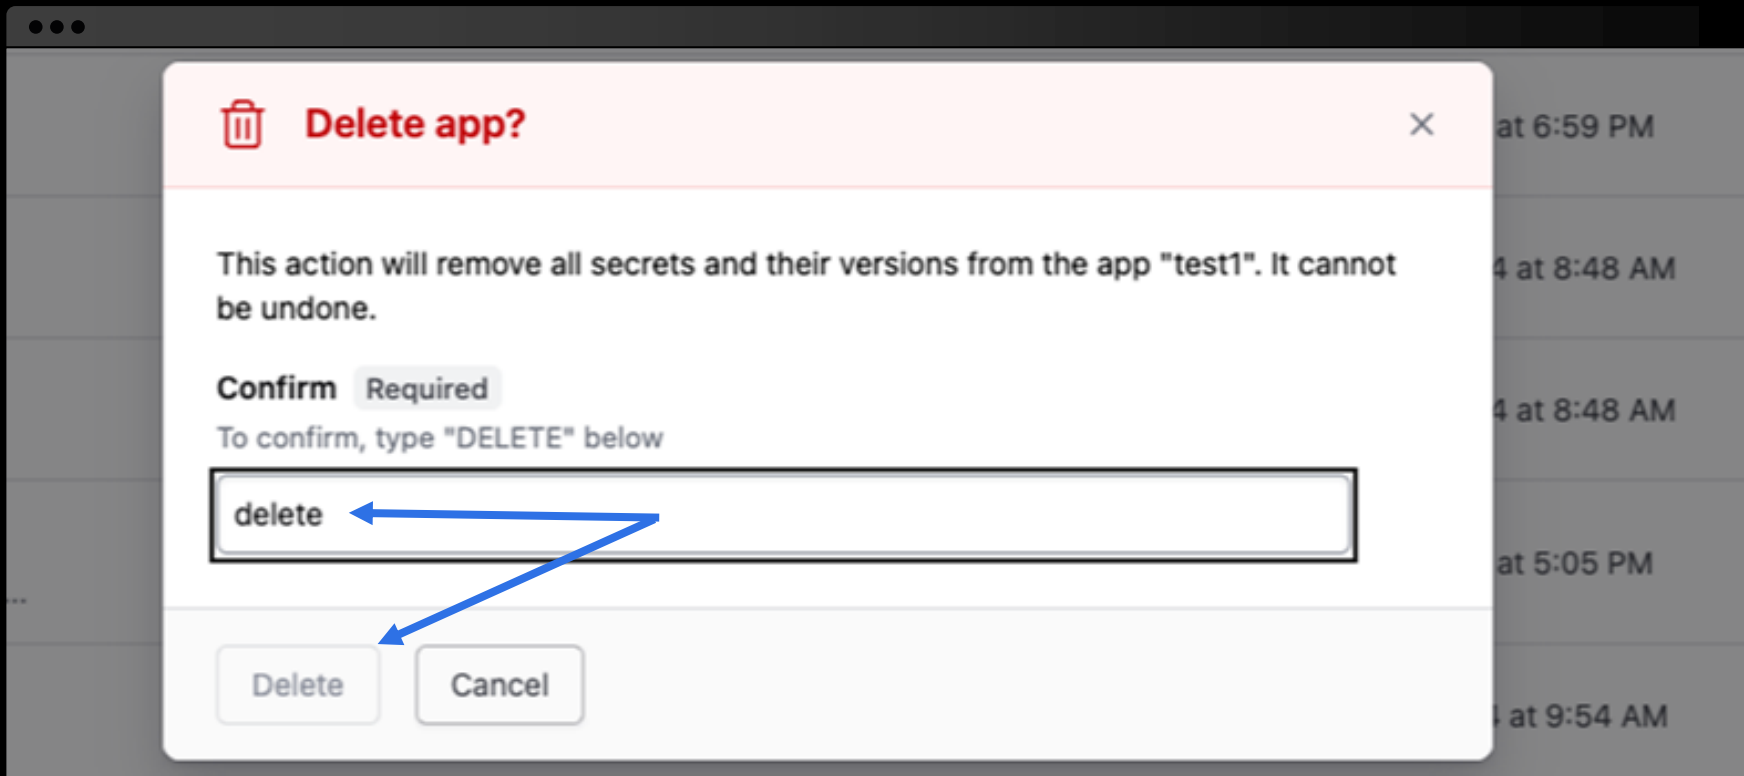 Delete app?
at 6:59 PM
This action will remove all secrets and their versions from the app "test1". It cannot
be undone.
4 at 8:48 AM
Confirm Required
To confirm, type "DELETE" below
4 at 8:48 AM
delete
at 5:05 PM
...
Delete Cancel
at 9:54 AM